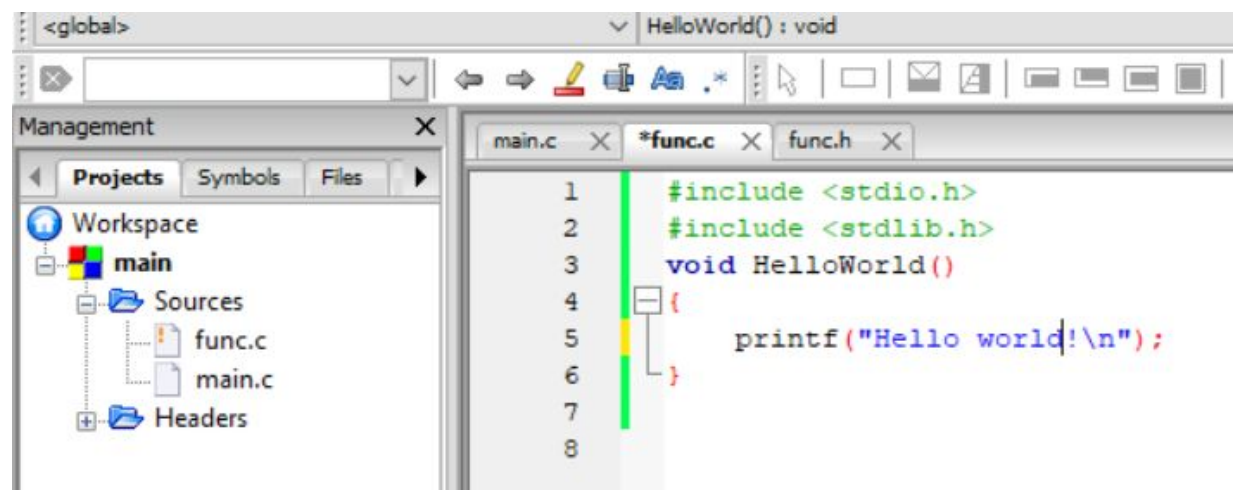 <global>
HelloWorld() : void
Management
Projects Symbols Files
Workspace
main
Sources
func.c
main.c
Headers
main.c *func.c func.h
1 #include <stdio.h>
2 #include <stdlib.h>
3 void HelloWorld()
4 {
5 printf("Hello world!\n");
6 }
7
8